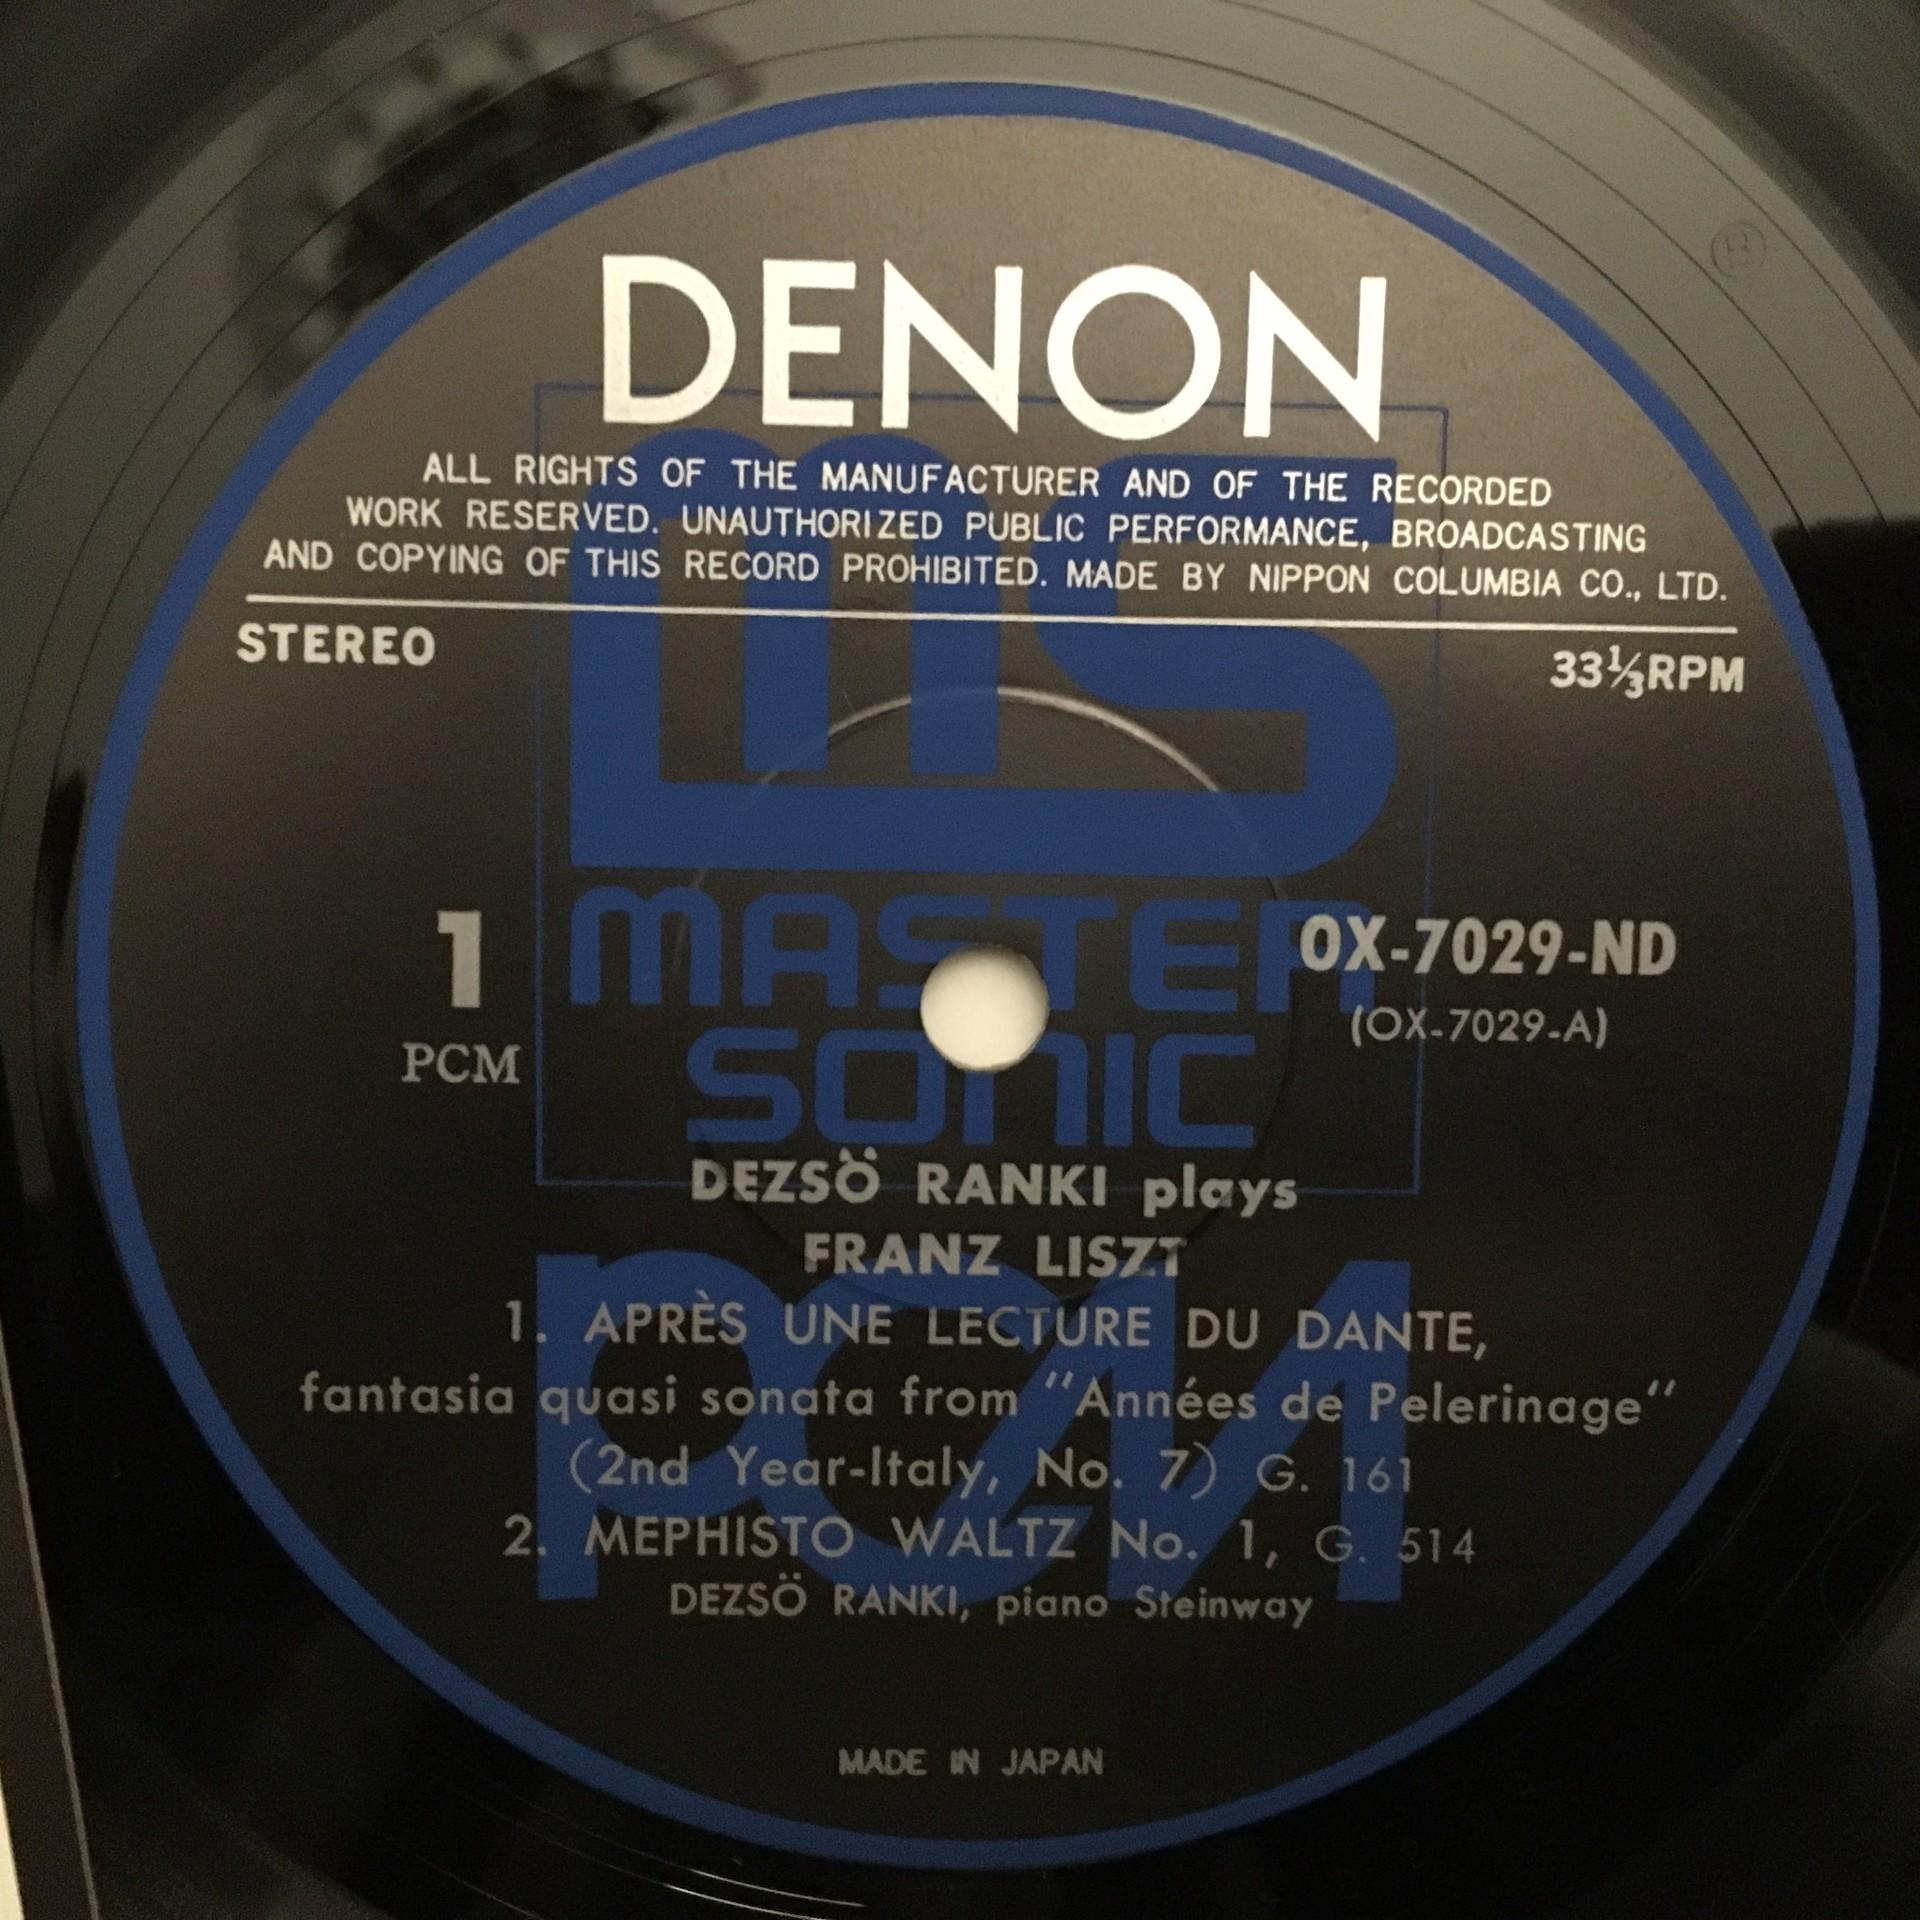 DENON
ALL RIGHTS OF THE MANUFACTURER AND OF THE RECORDED
WORK RESERVED. UNAUTHORIZED PUBLIC PERFORMANCE, BROADCASTING
AND COPYING OF THIS RECORD PROHIBITED. MADE BY NIPPON COLUMBIA CO., LTD.
STEREO
33⅓RPM
ms
MASTER
SONIC
1
PCM
OX-7029-ND
(OX-7029-A)
DEZSÖ RANKI plays
FRANZ LISZT
PCM
1. APRÈS UNE LECTURE DU DANTE,
fantasia quasi sonata from "Années de Pelerinage"
(2nd Year-Italy, No. 7) G. 161
2. MEPHISTO WALTZ No. 1, G. 514
DEZSÖ RANKI, piano Steinway
MADE IN JAPAN